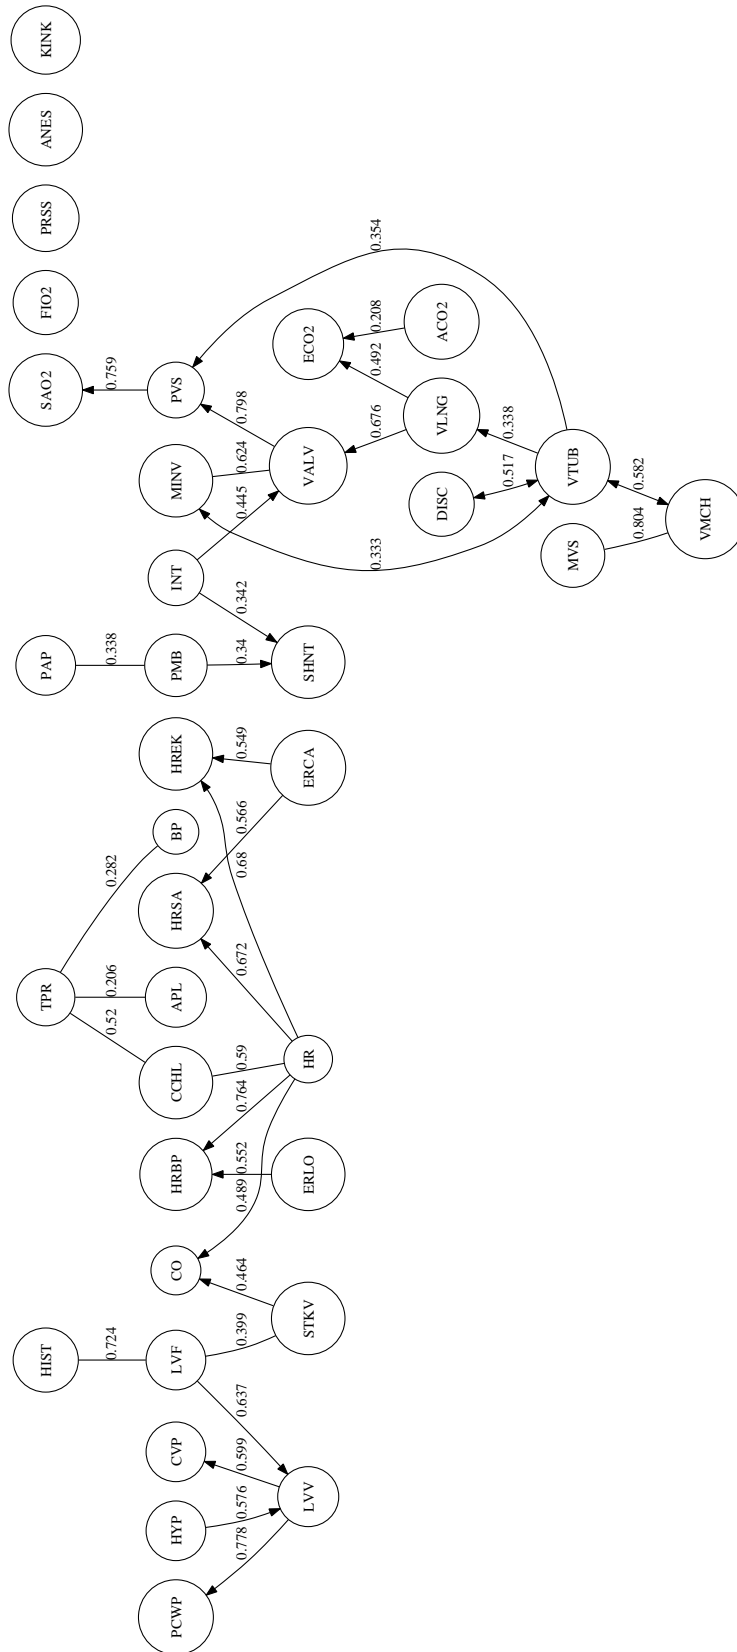 HIST
TPR
PAP
SAO2
FIO2
PRSS
ANES
KINK
0.724
0.52
0.206
0.282
0.338
0.759
PCWP
HYP
CVP
LVF
CO
HRBP
CCHL
APL
HRSA
BP
HREK
PMB
INT
MINV
PVS
0.778
0.576
0.599
0.637
0.399
0.464
0.489
0.552
0.764
0.59
0.672
0.68
0.566
0.549
0.34
0.342
0.445
0.624
0.798
0.354
LVV
STKV
ERLO
HR
ERCA
SHNT
VALV
ECO2
0.333
0.676
0.492
0.208
DISC
VLNG
ACO2
0.517
0.338
MVS
VTUB
0.804
0.582
VMCH